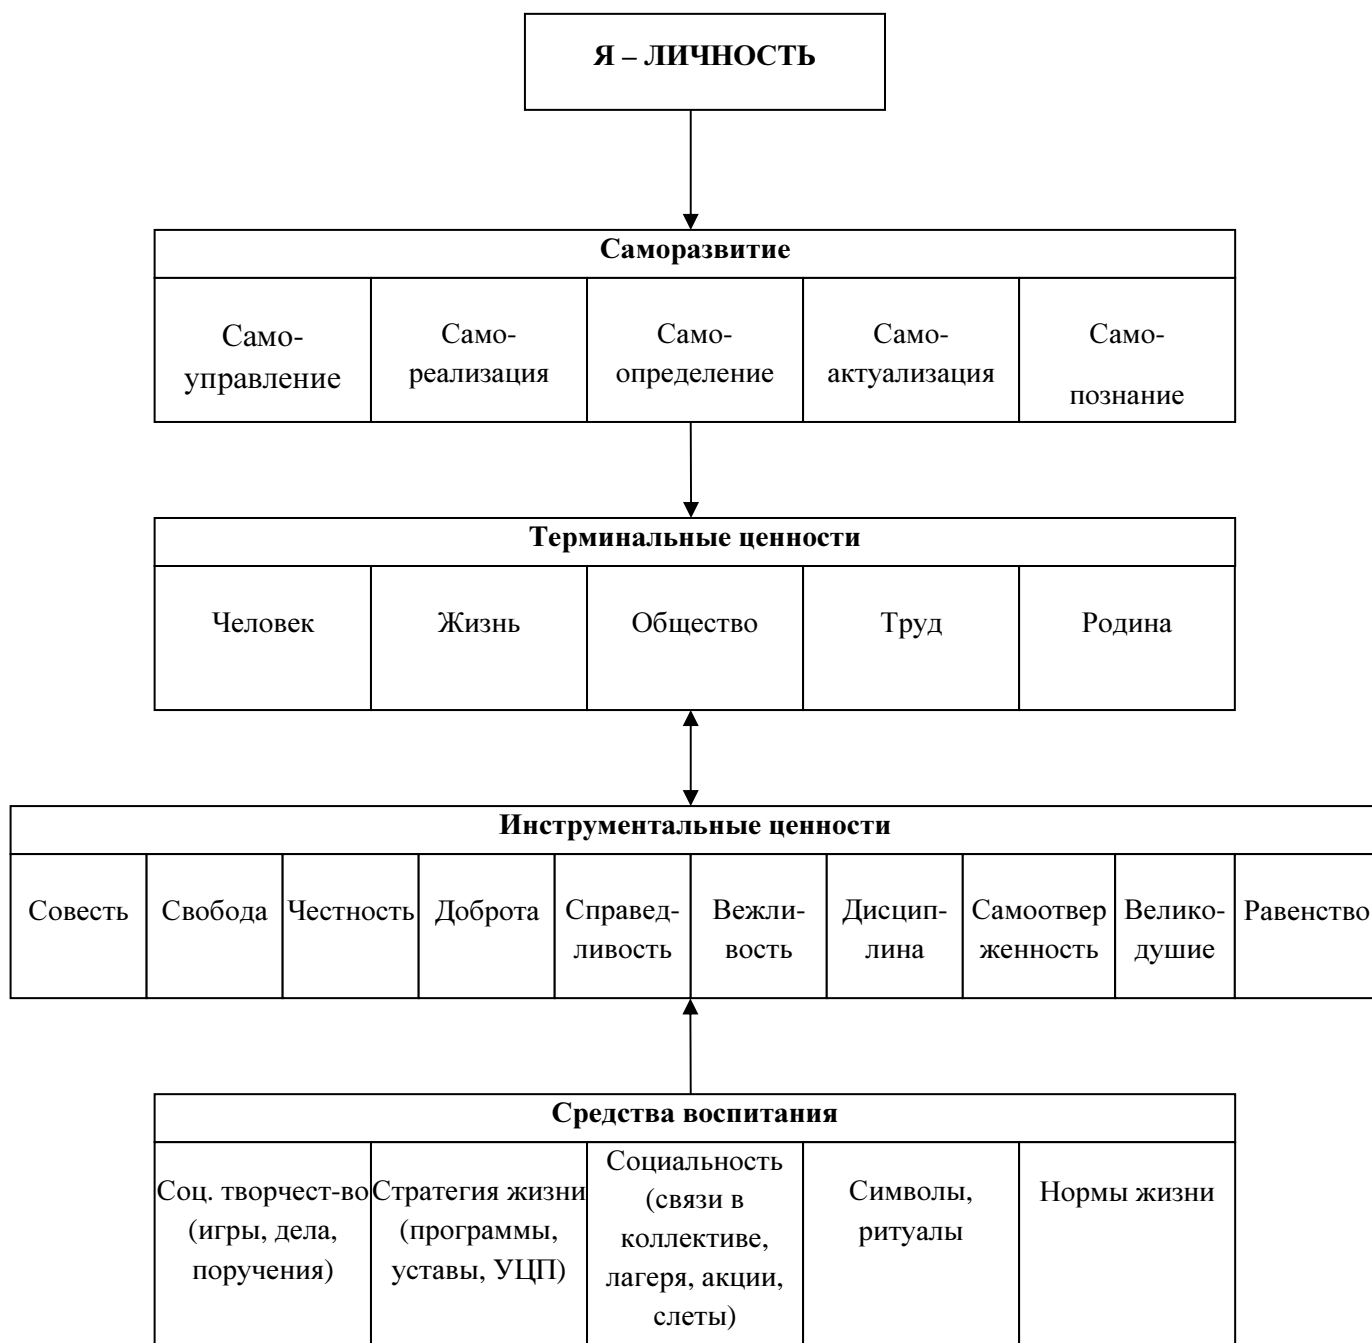 Я – ЛИЧНОСТЬ
Саморазвитие
Само-
управление
Само-
реализация
Само-
определение
Само-
актуализация
Само-
познание
Терминальные ценности
Человек
Жизнь
Общество
Труд
Родина
Инструментальные ценности
Совесть
Свобода
Честность
Доброта
Справед-
ливость
Вежли-
вость
Дисцип-
лина
Самоотвер
женность
Велико-
душие
Равенство
Средства воспитания
Соц. творчест-во
(игры, дела,
поручения)
Стратегия жизни
(программы,
уставы, УЦП)
Социальность
(связи в
коллективе,
лагеря, акции,
слеты)
Символы,
ритуалы
Нормы жизни